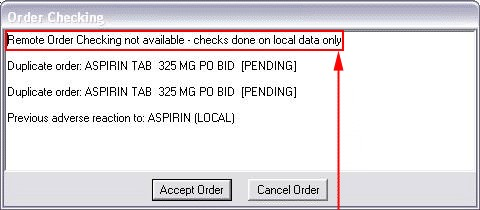 Order Checking
Remote Order Checking not available - checks done on local data only
Duplicate order: ASPIRIN TAB 325 MG PO BID [PENDING]
Duplicate order: ASPIRIN TAB 325 MG PO BID [PENDING]
Previous adverse reaction to: ASPIRIN (LOCAL)
Accept Order Cancel Order